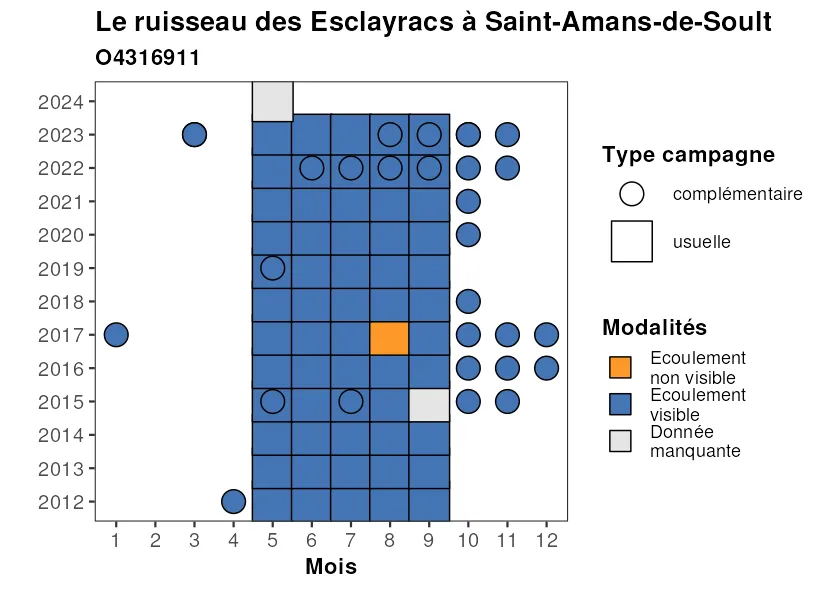 Le ruisseau des Esclayracs à Saint-Amans-de-Soult
O4316911
2024
2023
2022
2021
2020
2019
2018
2017
2016
2015
2014
2013
2012
1 2 3 4 5 6 7 8 9 10 11 12
Mois
Type campagne
complémentaire
usuelle
Modalités
Ecoulement
non visible
Ecoulement
visible
Donnée
manquante